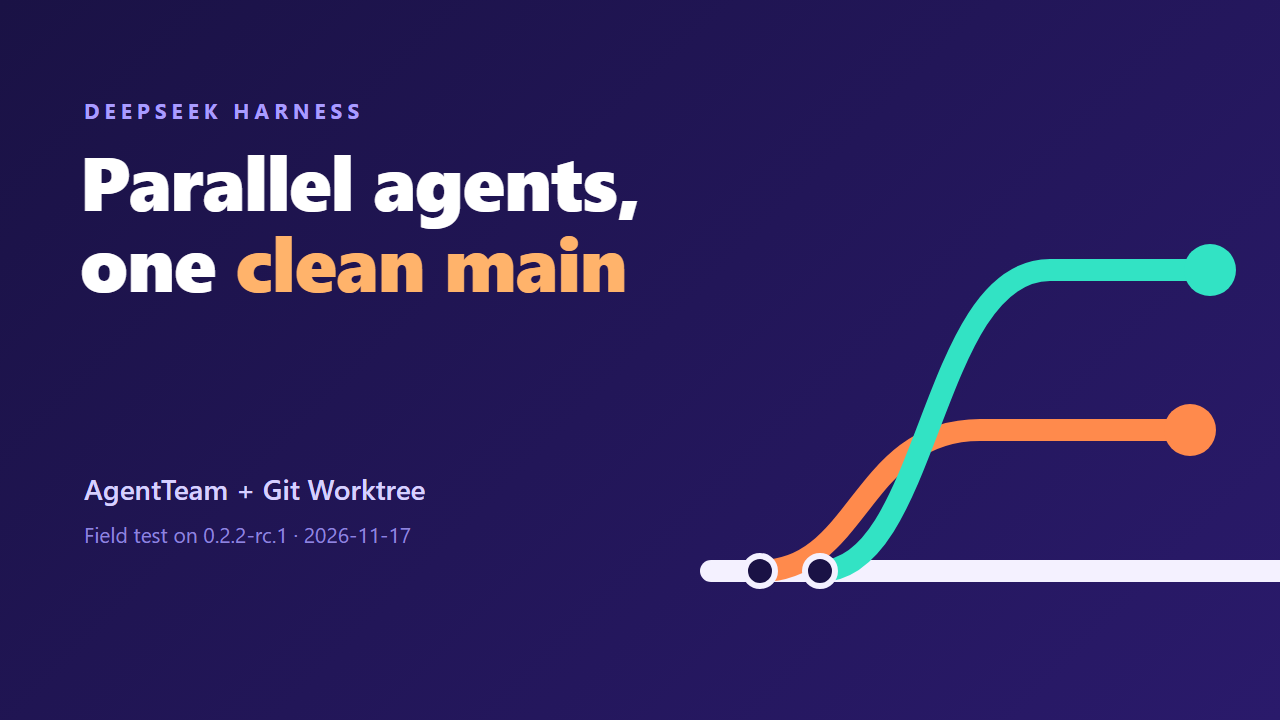 DEEPSEEK HARNESS
Parallel agents,
one clean main
AgentTeam + Git Worktree
Field test on 0.2.2-rc.1 · 2026-11-17